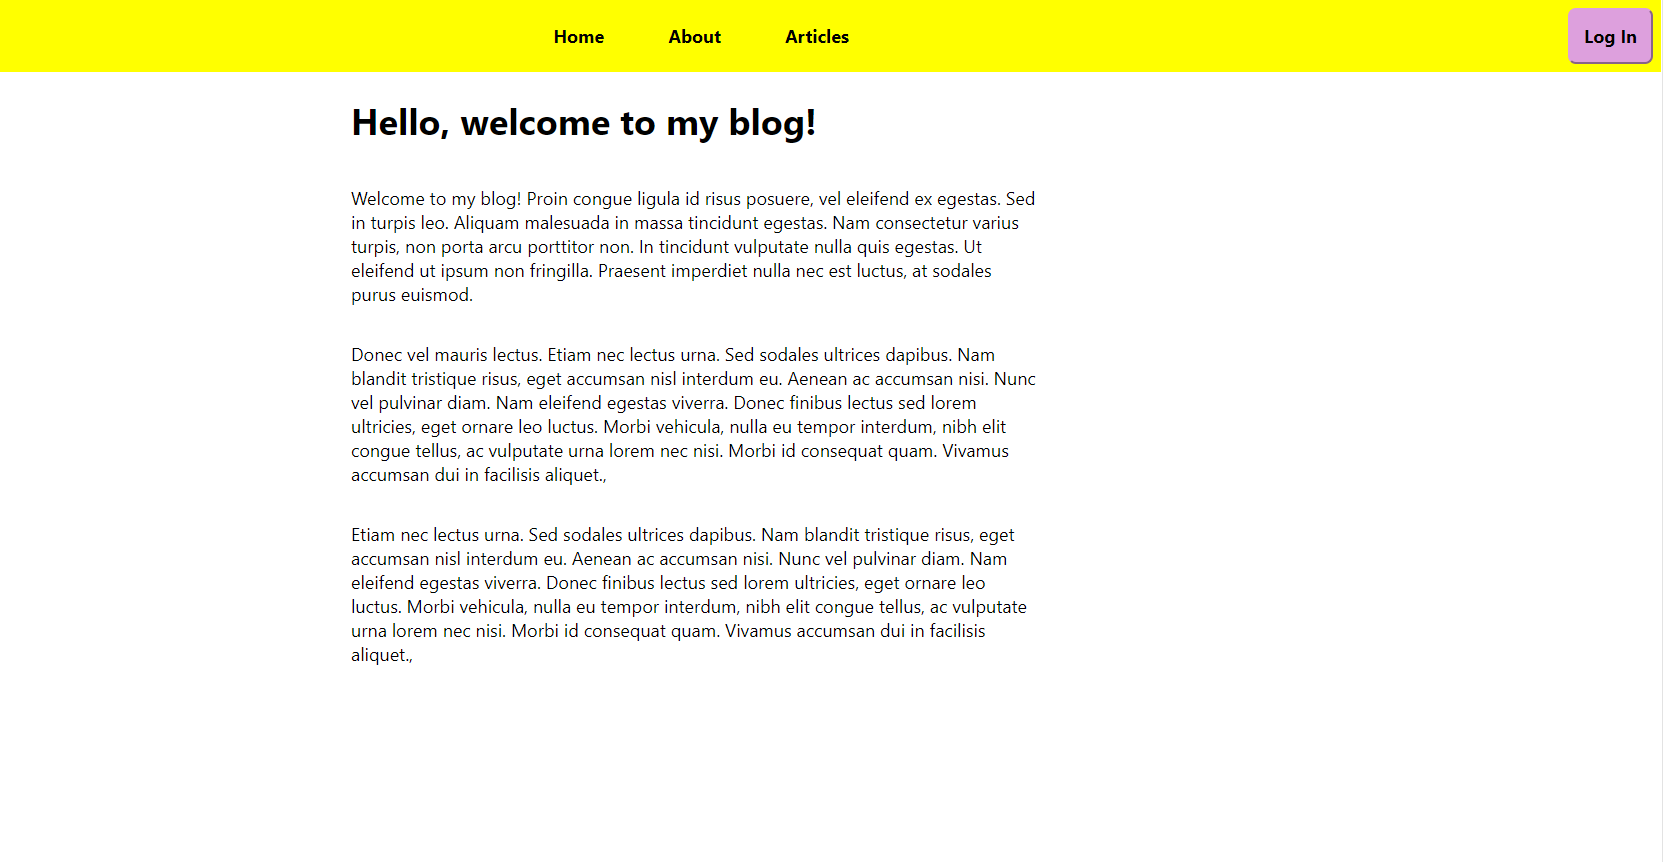 Home About Articles Log In
Hello, welcome to my blog!
Welcome to my blog! Proin congue ligula id risus posuere, vel eleifend ex egestas. Sed
in turpis leo. Aliquam malesuada in massa tincidunt egestas. Nam consectetur varius
turpis, non porta arcu porttitor non. In tincidunt vulputate nulla quis egestas. Ut
eleifend ut ipsum non fringilla. Praesent imperdiet nulla nec est luctus, at sodales
purus euismod.
Donec vel mauris lectus. Etiam nec lectus urna. Sed sodales ultrices dapibus. Nam
blandit tristique risus, eget accumsan nisl interdum eu. Aenean ac accumsan nisi. Nunc
vel pulvinar diam. Nam eleifend egestas viverra. Donec finibus lectus sed lorem
ultricies, eget ornare leo luctus. Morbi vehicula, nulla eu tempor interdum, nibh elit
congue tellus, ac vulputate urna lorem nec nisi. Morbi id consequat quam. Vivamus
accumsan dui in facilisis aliquet.,
Etiam nec lectus urna. Sed sodales ultrices dapibus. Nam blandit tristique risus, eget
accumsan nisl interdum eu. Aenean ac accumsan nisi. Nunc vel pulvinar diam. Nam
eleifend egestas viverra. Donec finibus lectus sed lorem ultricies, eget ornare leo
luctus. Morbi vehicula, nulla eu tempor interdum, nibh elit congue tellus, ac vulputate
urna lorem nec nisi. Morbi id consequat quam. Vivamus accumsan dui in facilisis
aliquet.,